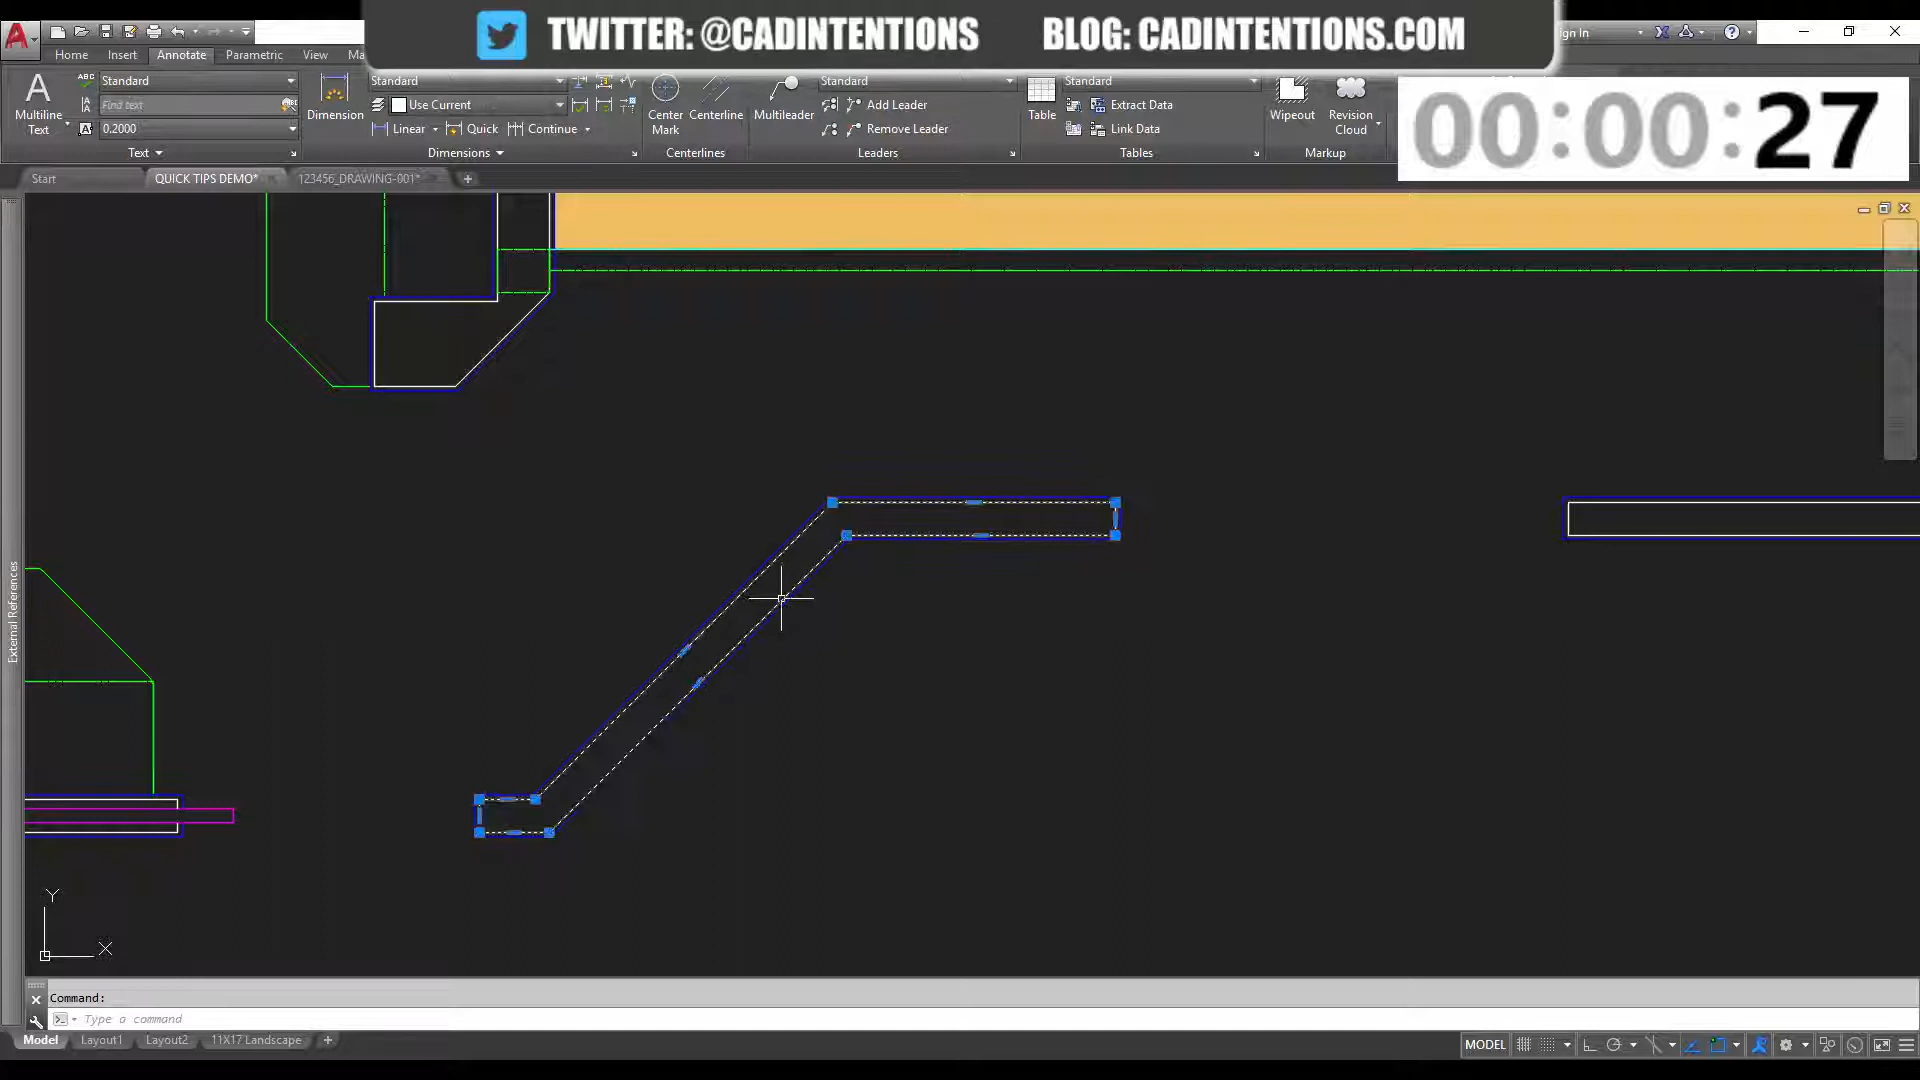 TWITTER: @CADINTENTIONS BLOG: CADINTENTIONS.COM
Home Insert Annotate Parametric View Ma
A Multiline Text
ABC Standard
Find text
0.2000
Text
Dimension
Standard
Use Current
Linear Quick Continue
Dimensions
Center Mark Centerline
Centerlines
Multileader
Standard
Add Leader
Remove Leader
Leaders
Table
Standard
Extract Data
Link Data
Tables
Wipeout Revision Cloud
Markup
00:00:27
Start QUICK TIPS DEMO* 123456_DRAWING-001*
External References
Y
X
Command:
Type a command
Model Layout1 Layout2 11X17 Landscape
MODEL